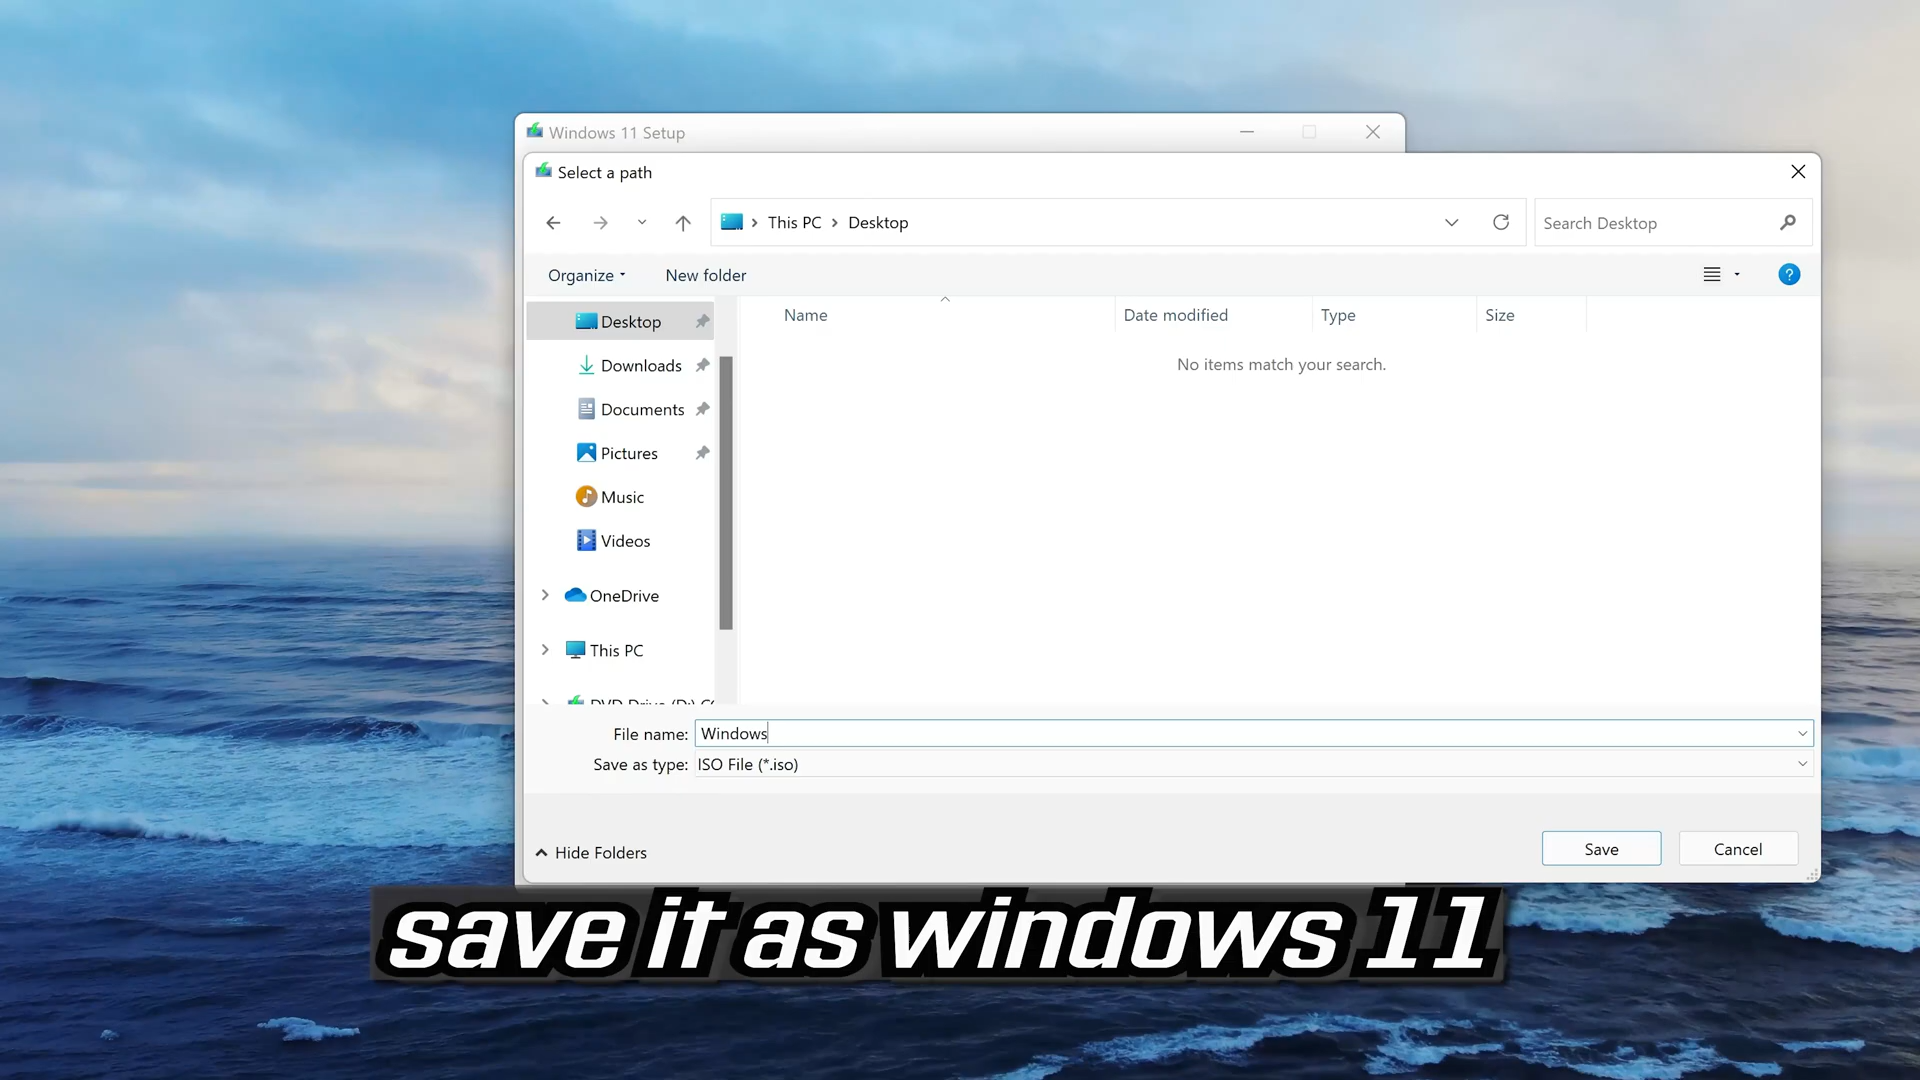 Windows 11 Setup
Select a path
This PC > Desktop
Search Desktop
Organize
New folder
?
Name
Date modified
Type
Size
No items match your search.
Desktop
Downloads
Documents
Pictures
Music
Videos
OneDrive
This PC
DVD Drive (D:)
File name: Windows
Save as type: ISO File (*.iso)
Hide Folders
Save
Cancel
save it as windows 11